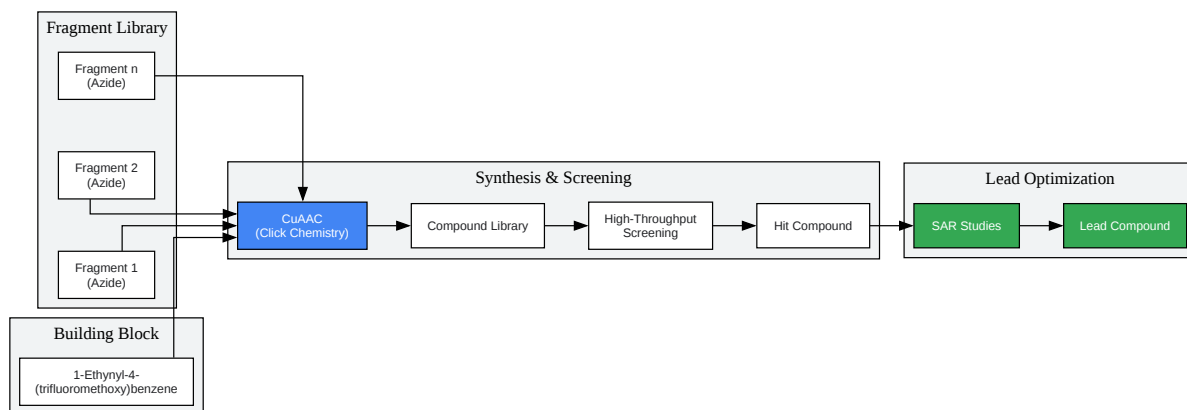 Fragment Library
Fragment n
(Azide)
Fragment 2
(Azide)
Fragment 1
(Azide)
Building Block
1-Ethynyl-4-
(trifluoromethoxy)benzene
Synthesis & Screening
CuAAC
(Click Chemistry)
Compound Library
High-Throughput
Screening
Hit Compound
Lead Optimization
SAR Studies
Lead Compound